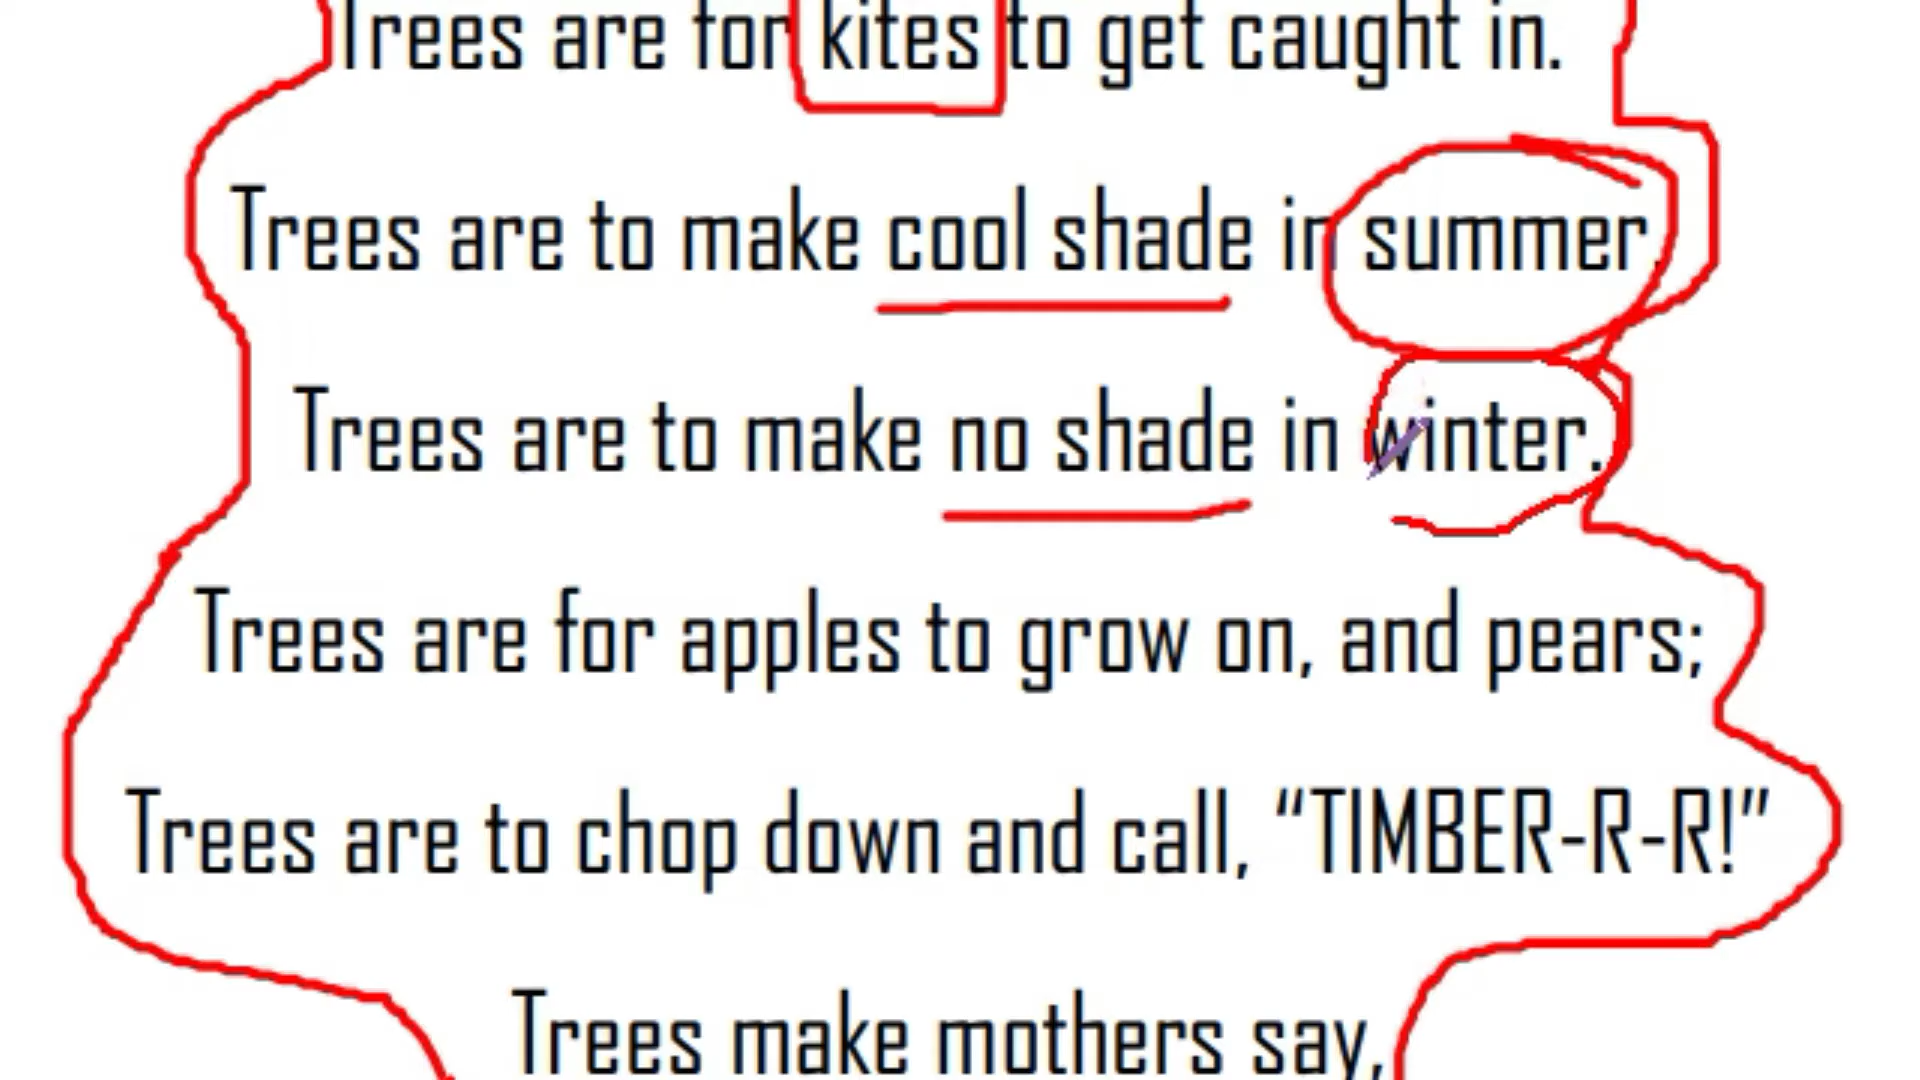 Trees are for kites to get caught in.
Trees are to make cool shade in summer,
Trees are to make no shade in winter.
Trees are for apples to grow on, and pears;
Trees are to chop down and call, “TIMBER-R-R!”
Trees make mothers say,